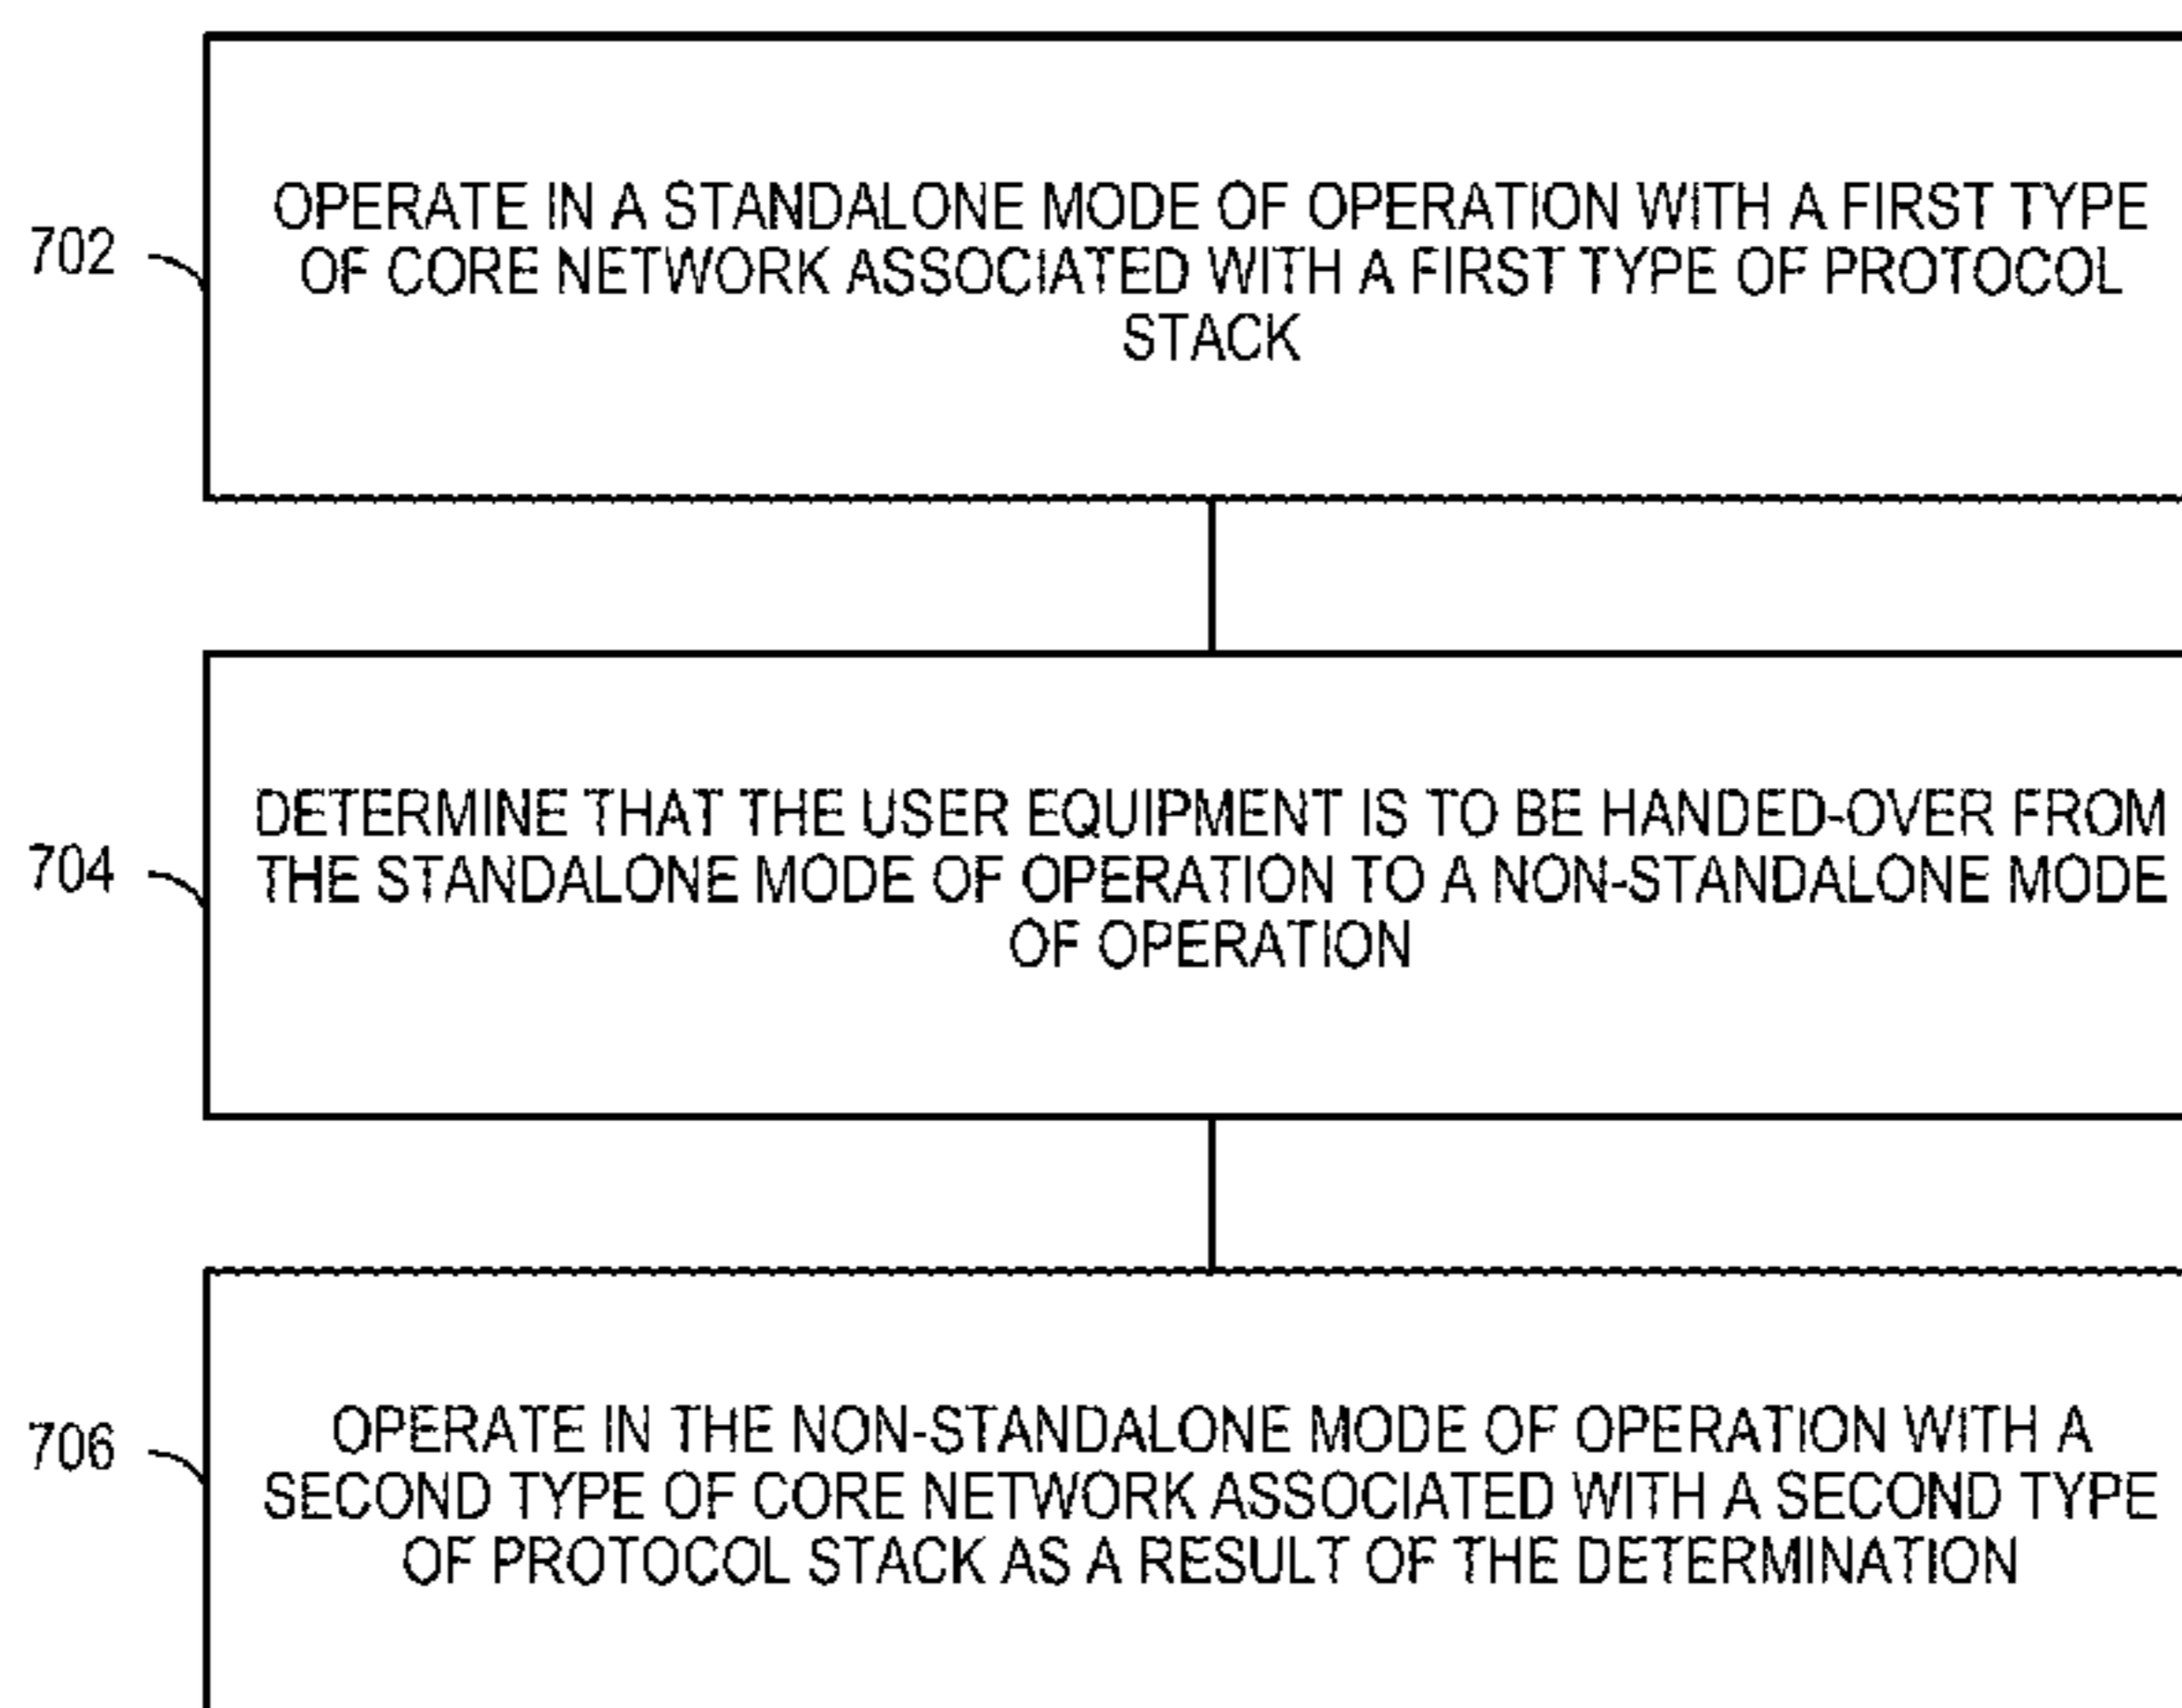 702
OPERATE IN A STANDALONE MODE OF OPERATION WITH A FIRST TYPE
OF CORE NETWORK ASSOCIATED WITH A FIRST TYPE OF PROTOCOL
STACK
704
DETERMINE THAT THE USER EQUIPMENT IS TO BE HANDED-OVER FROM
THE STANDALONE MODE OF OPERATION TO A NON-STANDALONE MODE
OF OPERATION
706
OPERATE IN THE NON-STANDALONE MODE OF OPERATION WITH A
SECOND TYPE OF CORE NETWORK ASSOCIATED WITH A SECOND TYPE
OF PROTOCOL STACK AS A RESULT OF THE DETERMINATION